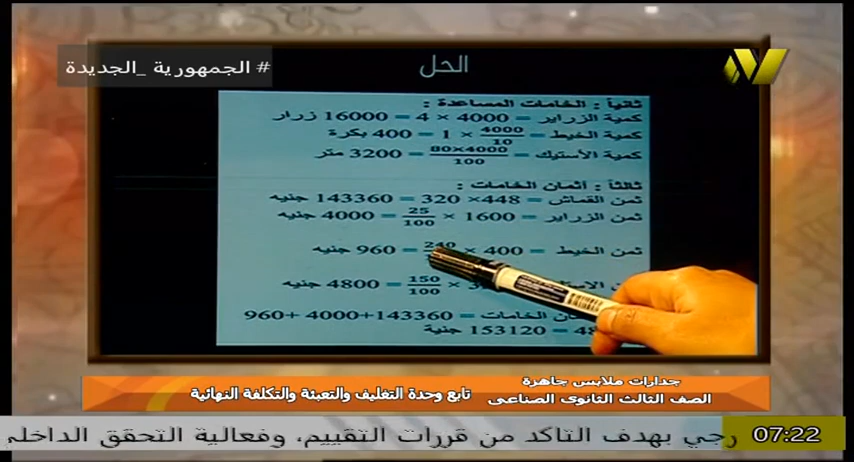 # الجمهورية _الجديدة
الحل
ثانياً : الخامات المساعدة :
كمية الزراير = 4000 × 4 = 16000 زرار
كمية الخيط = 4000/10 × 1 = 400 بكرة
كمية الأستيك = 80×4000/100 = 3200 متر
ثالثاً : أثمان الخامات :
ثمن القماش = 448× 320 = 143360 جنيه
ثمن الزراير = 1600 × 25/100 = 4000 جنيه
ثمن الخيط = 400 × 240 = 960 جنيه
× 150/100 = 4800 جنيه
الخامات = 143360+ 4000 +960
= 153120 جنية
جدارات ملابس جاهزة
الصف الثالث الثانوى الصناعى
تابع وحدة التغليف والتعبئة والتكلفة النهائية
رجي بهدف التاكد من قررات التقييم، وفعالية التحقق الداخلي
07:22